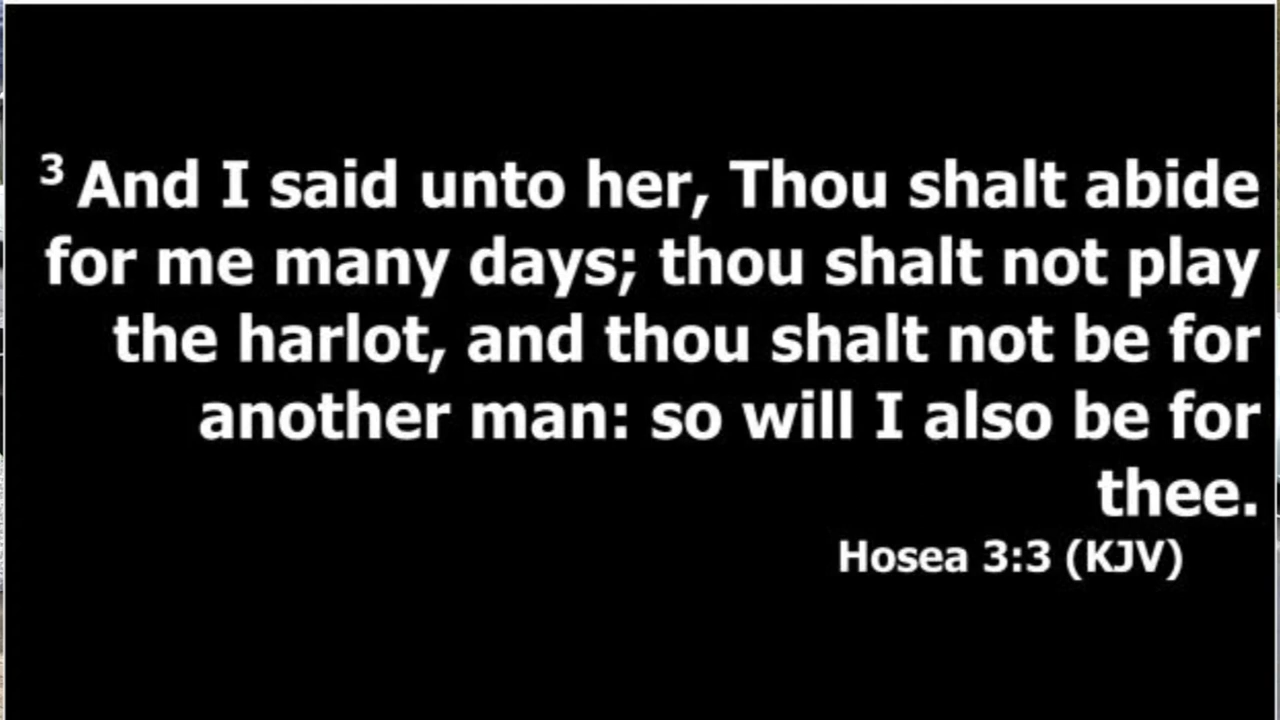 3 And I said unto her, Thou shalt abide
for me many days; thou shalt not play
the harlot, and thou shalt not be for
another man: so will I also be for
thee.
Hosea 3:3 (KJV)